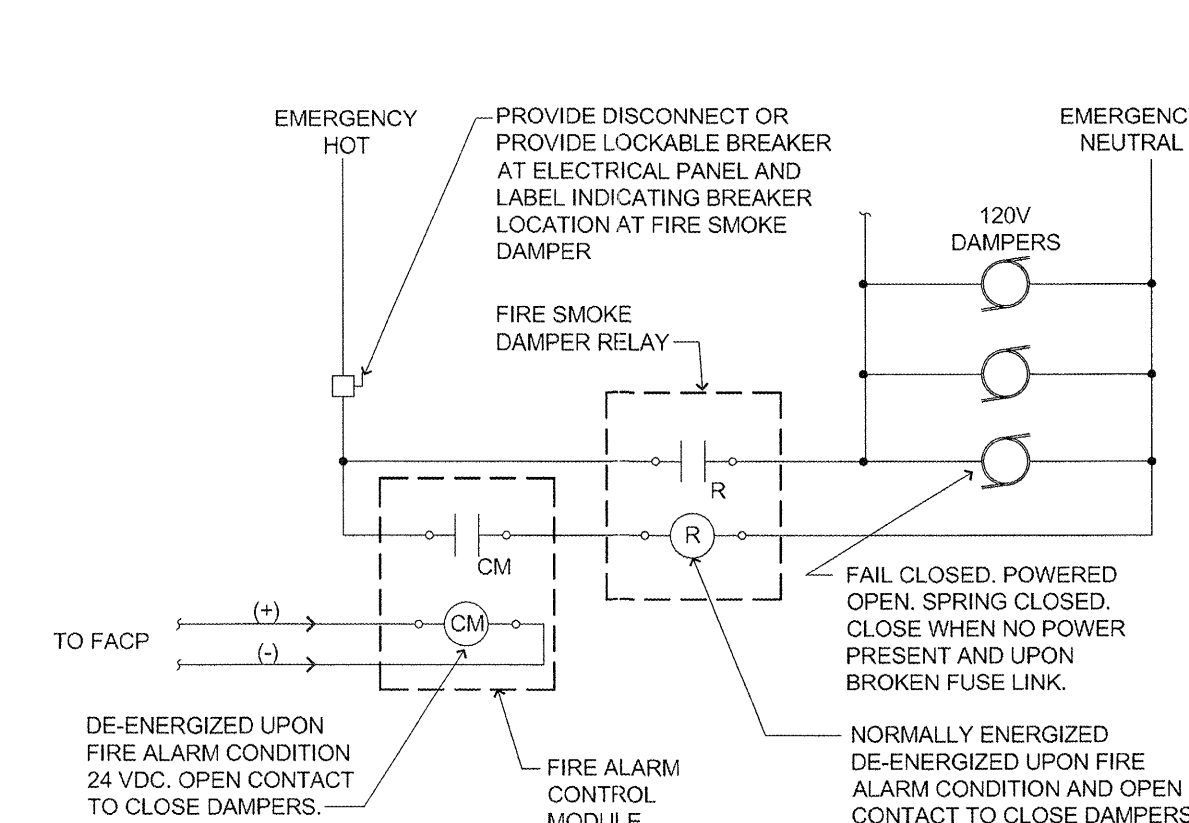 EMERGENCY
HOT
PROVIDE DISCONNECT OR
PROVIDE LOCKABLE BREAKER
AT ELECTRICAL PANEL AND
LABEL INDICATING BREAKER
LOCATION AT FIRE SMOKE
DAMPER
EMERGENC
NEUTRAL
120V
DAMPERS
FIRE SMOKE
DAMPER RELAY
R
R
CM
CM
(+)
TO FACP
(-)
FAIL CLOSED. POWERED
OPEN. SPRING CLOSED.
CLOSE WHEN NO POWER
PRESENT AND UPON
BROKEN FUSE LINK.
DE-ENERGIZED UPON
FIRE ALARM CONDITION
24 VDC. OPEN CONTACT
TO CLOSE DAMPERS.
FIRE ALARM
CONTROL
MODULE
NORMALLY ENERGIZED
DE-ENERGIZED UPON FIRE
ALARM CONDITION AND OPEN
CONTACT TO CLOSE DAMPERS